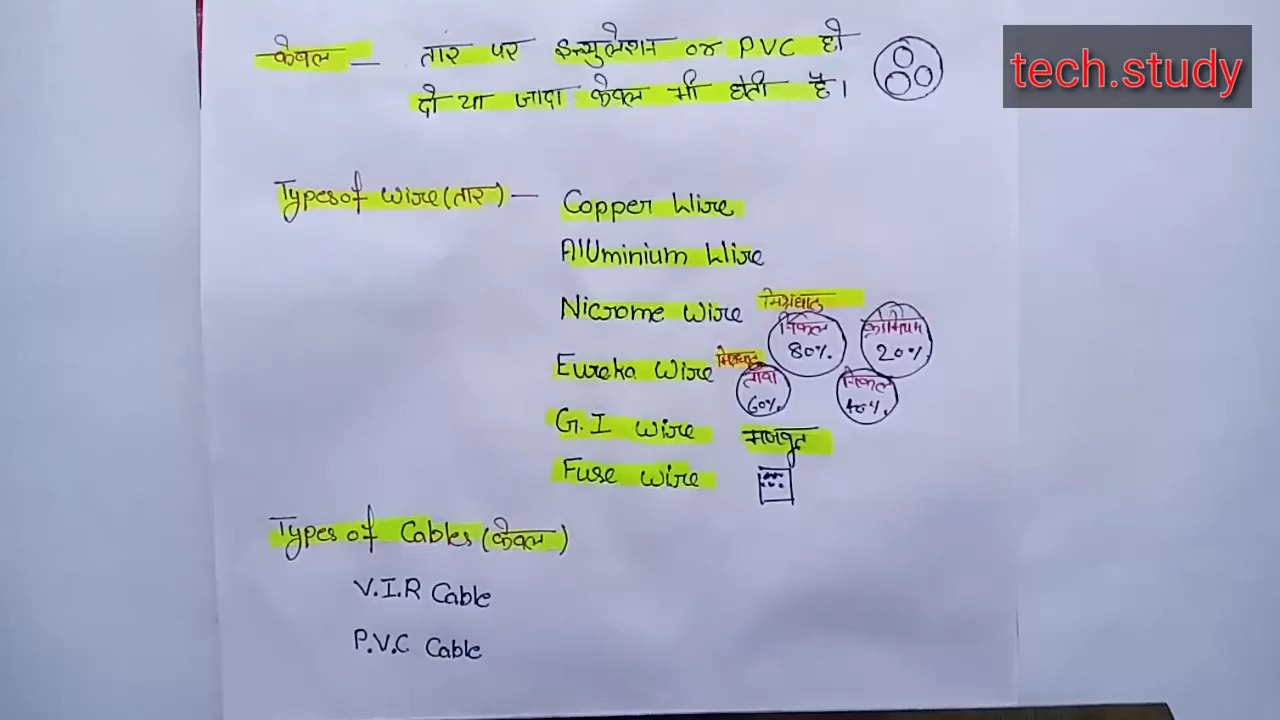 केबल — तार पर इन्सुलेशन or PVC हो
दो या जादा केबल भी होती है।
tech.study
Types of Wire (तार) — Copper Wire
Aluminium Wire
Nicrome Wire मिश्रधातु
निकल 80%. क्रोमियम 20%.
Eureka Wire
तांबा 60%. निकल 40%.
G.I wire मजबूत
Fuse wire
Types of Cables (केबल)
V.I.R Cable
P.V.C Cable